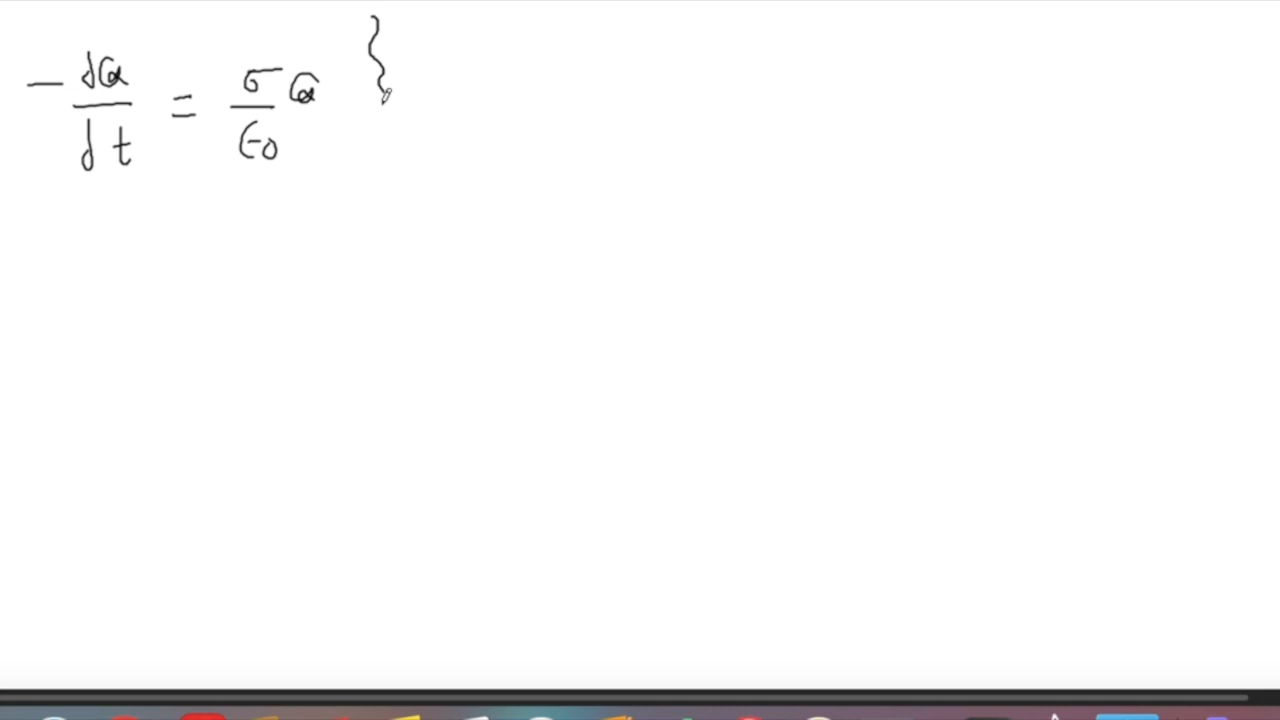 - dQ/dt = σ/ε0 Q }